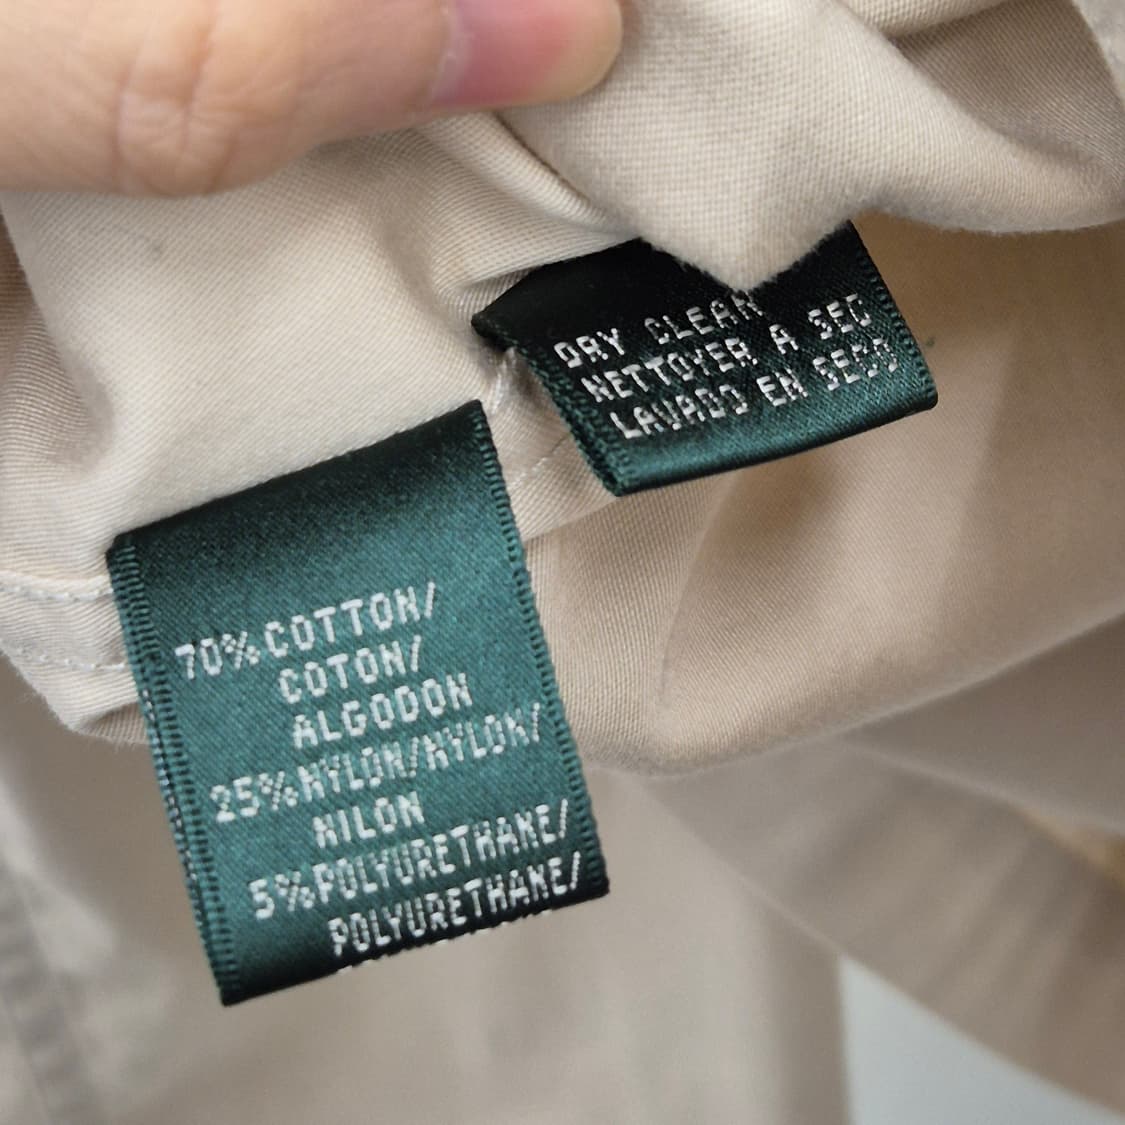 DRY CLEAN
NETTOYER A SEC
LAVADO EN SECO
70% COTTON/
COTON/
ALGODON
25% NYLON/NYLON/
NILON
5% POLYURETHANE/
POLYURETHANE/